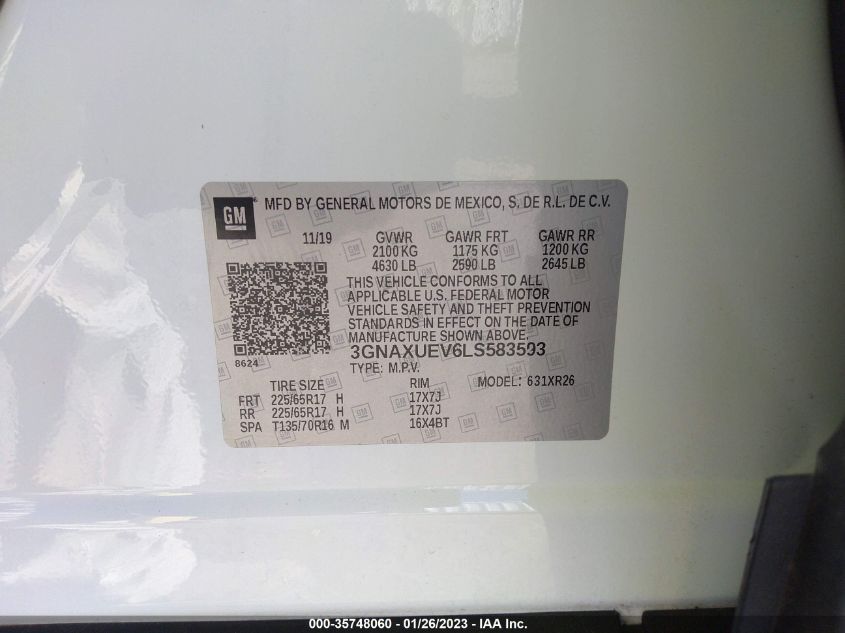 GM
MFD BY GENERAL MOTORS DE MEXICO, S. DE R.L. DE C.V.
11/19 GVWR GAWR FRT GAWR RR
2100 KG 1175 KG 1200 KG
4630 LB 2590 LB 2645 LB
THIS VEHICLE CONFORMS TO ALL
APPLICABLE U.S. FEDERAL MOTOR
VEHICLE SAFETY AND THEFT PREVENTION
STANDARDS IN EFFECT ON THE DATE OF
MANUFACTURE SHOWN ABOVE.
3GNAXUEV6LS583593
8624
TYPE: M.P.V.
TIRE SIZE RIM MODEL: 631XR26
FRT 225/65R17 H 17X7J
RR 225/65R17 H 17X7J
SPA T135/70R16 M 16X4BT
000-35748060 - 01/26/2023 - IAA Inc.